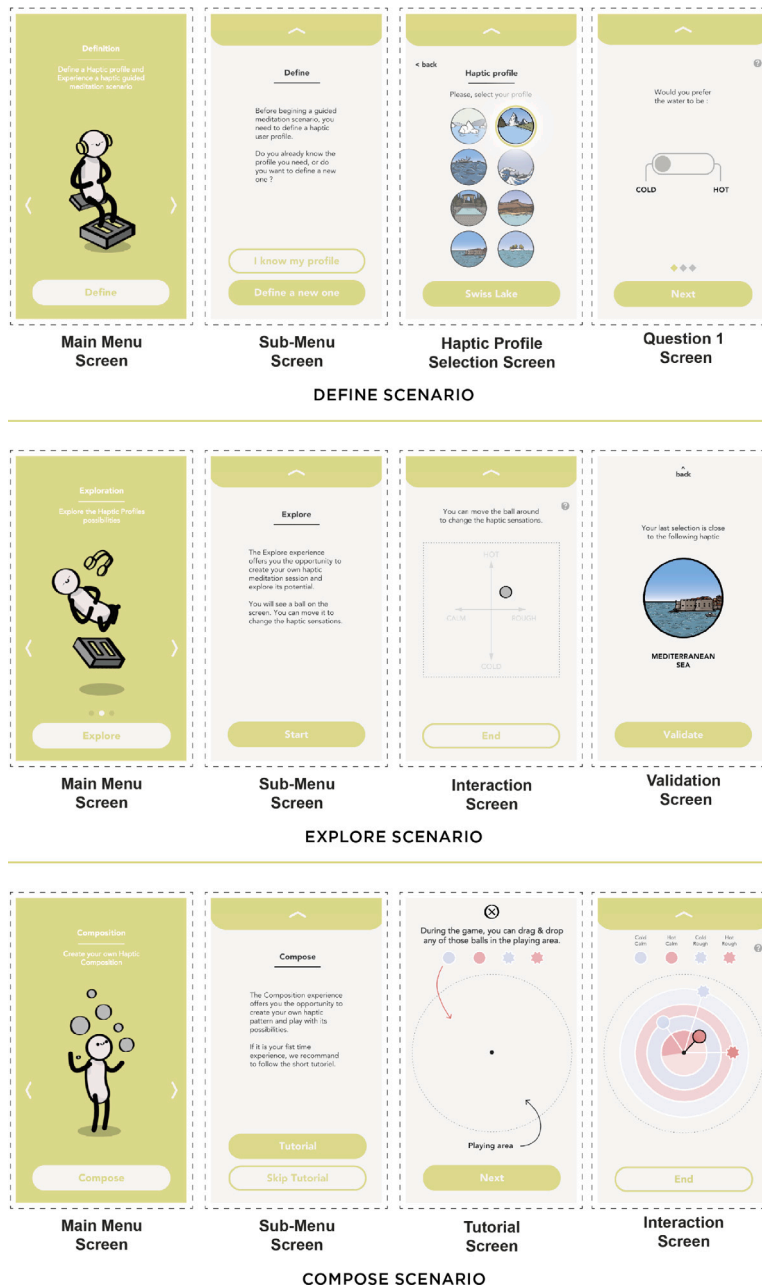 Definition
Define a Haptic profile and
Experience a haptic guided
meditation scenario
Define
Define
Before begining a guided
meditation scenario, you
need to define a haptic
user profile.
Do you already know the
profile you need, or do
you want to define a new
one ?
I know my profile
Define a new one
< back
Haptic profile
Please, select your profile
Swiss Lake
?
Would you prefer
the water to be :
COLD
HOT
Next
Main Menu
Screen
Sub-Menu
Screen
Haptic Profile
Selection Screen
Question 1
Screen
DEFINE SCENARIO
Exploration
Explore the Haptic Profiles
possibilities
Explore
Explore
The Explore experience
offers you the opportunity to
create your own haptic
meditation session and
explore its potential.
You will see a ball on the
screen. You can move it to
change the haptic sensations.
Start
?
You can move the ball around
to change the haptic sensations.
HOT
CALM
ROUGH
COLD
End
back
Your last selection is close
to the following haptic
MEDITERRANEAN
SEA
Validate
Main Menu
Screen
Sub-Menu
Screen
Interaction
Screen
Validation
Screen
EXPLORE SCENARIO
Composition
Create your own Haptic
Composition
Compose
Compose
The Composition experience
offers you the opportunity to
create your own haptic
pattern and play with its
possibilities.
If it is your fist time
experience, we recommand
to follow the short tutoriel.
Tutorial
Skip Tutorial
During the game, you can drag & drop
any of those balls in the playing area.
Playing area
Next
Cold
Calm
Hot
Calm
Cold
Rough
Hot
Rough
?
End
Main Menu
Screen
Sub-Menu
Screen
Tutorial
Screen
Interaction
Screen
COMPOSE SCENARIO